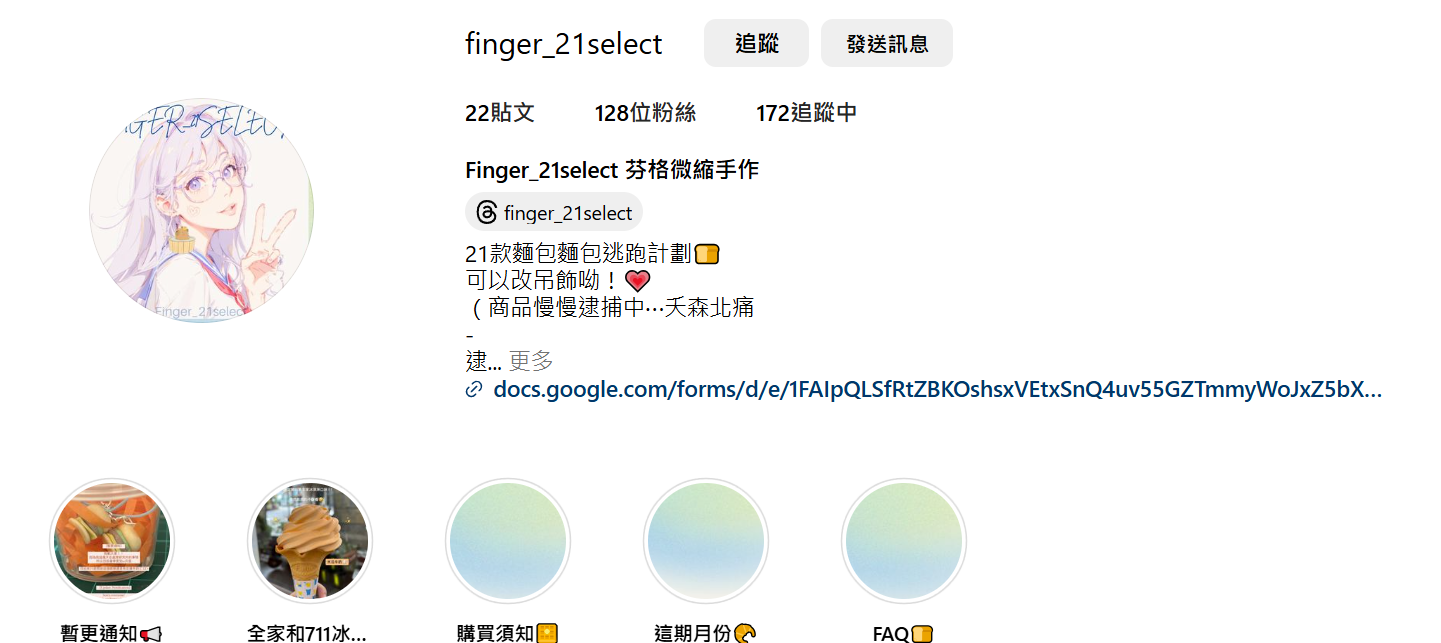 finger_21select 追蹤 發送訊息
22貼文 128位粉絲 172追蹤中
Finger_21select 芬格微縮手作
finger_21select
21款麵包麵包逃跑計劃🍞
可以改吊飾呦！💗
（商品慢慢逮捕中…夭森北痛
-
逮... 更多
docs.google.com/forms/d/e/1FAIpQLSfRtZBKOshsxVEtxSnQ4uv55GZTmmyWoJxZ5bX...
Finger_21select
暫更通知📢 全家和711冰... 購買須知🧇 這期月份🥐 FAQ🍞